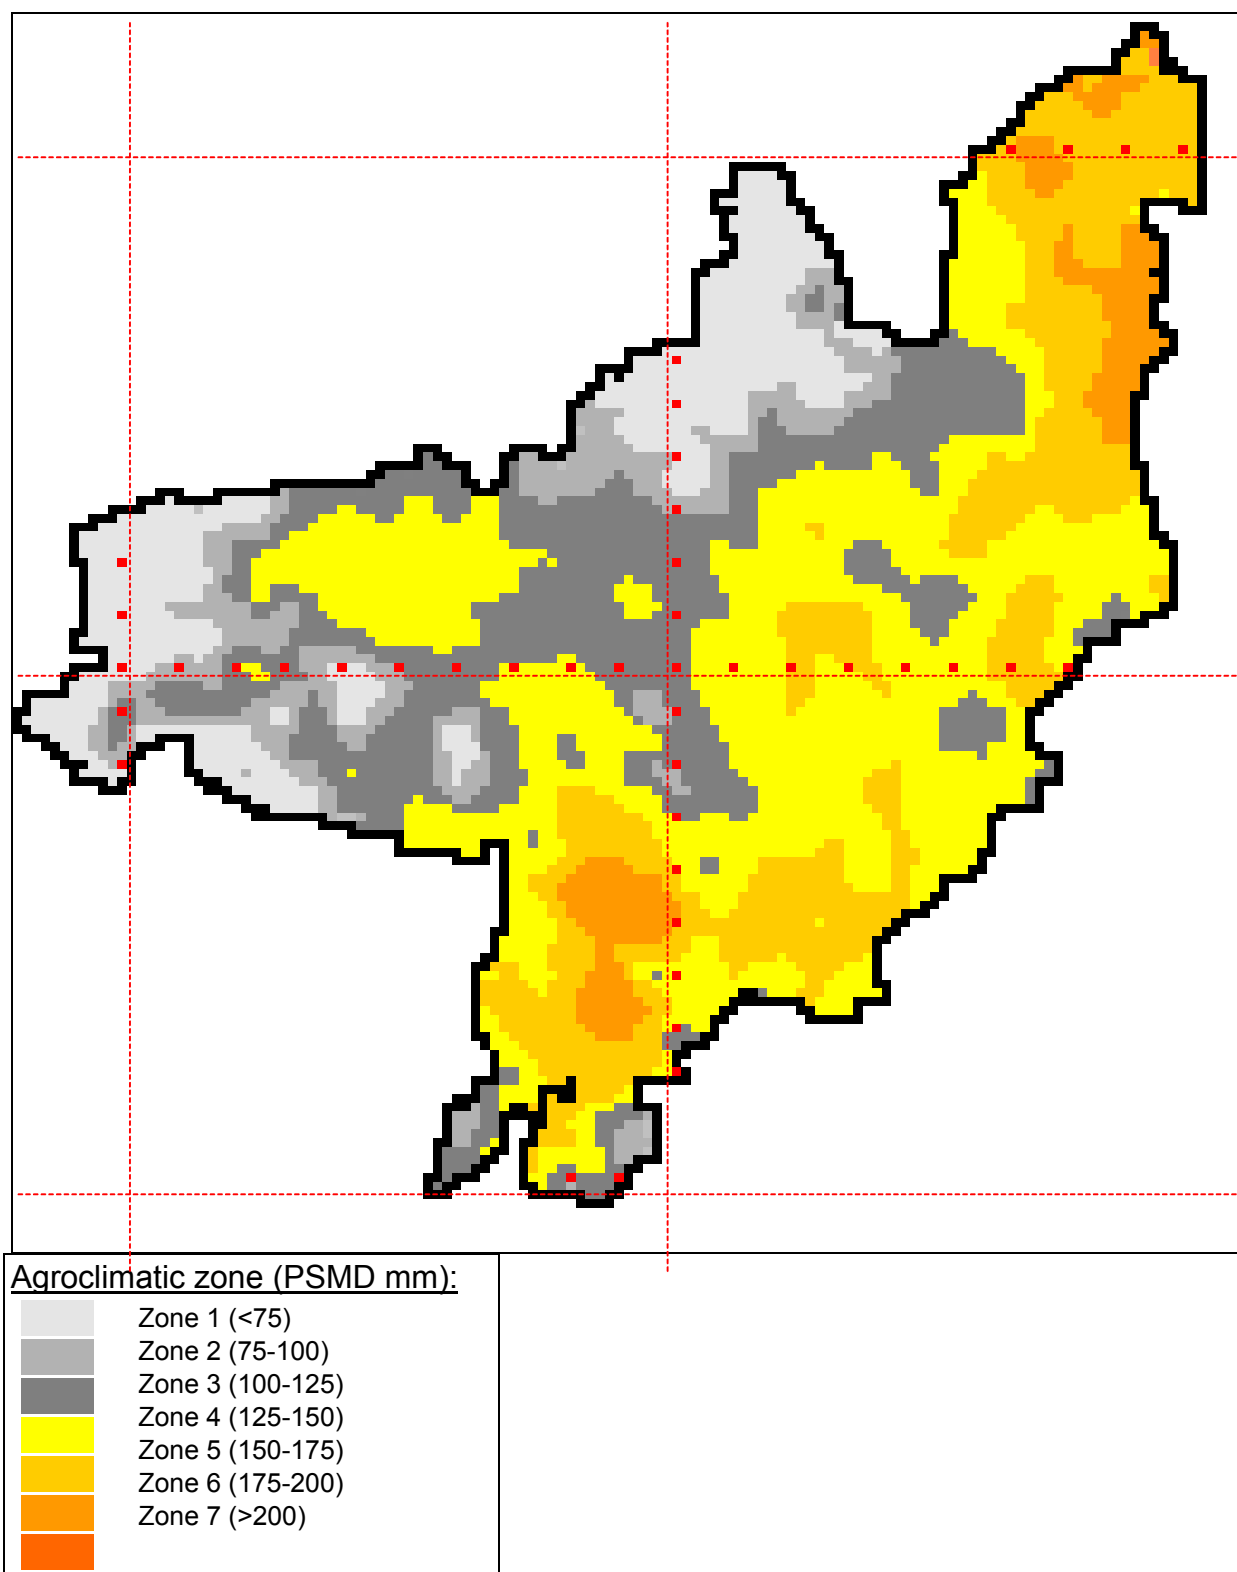 Agroclimatic zone (PSMD mm):
Zone 1 (<75)
Zone 2 (75-100)
Zone 3 (100-125)
Zone 4 (125-150)
Zone 5 (150-175)
Zone 6 (175-200)
Zone 7 (>200)